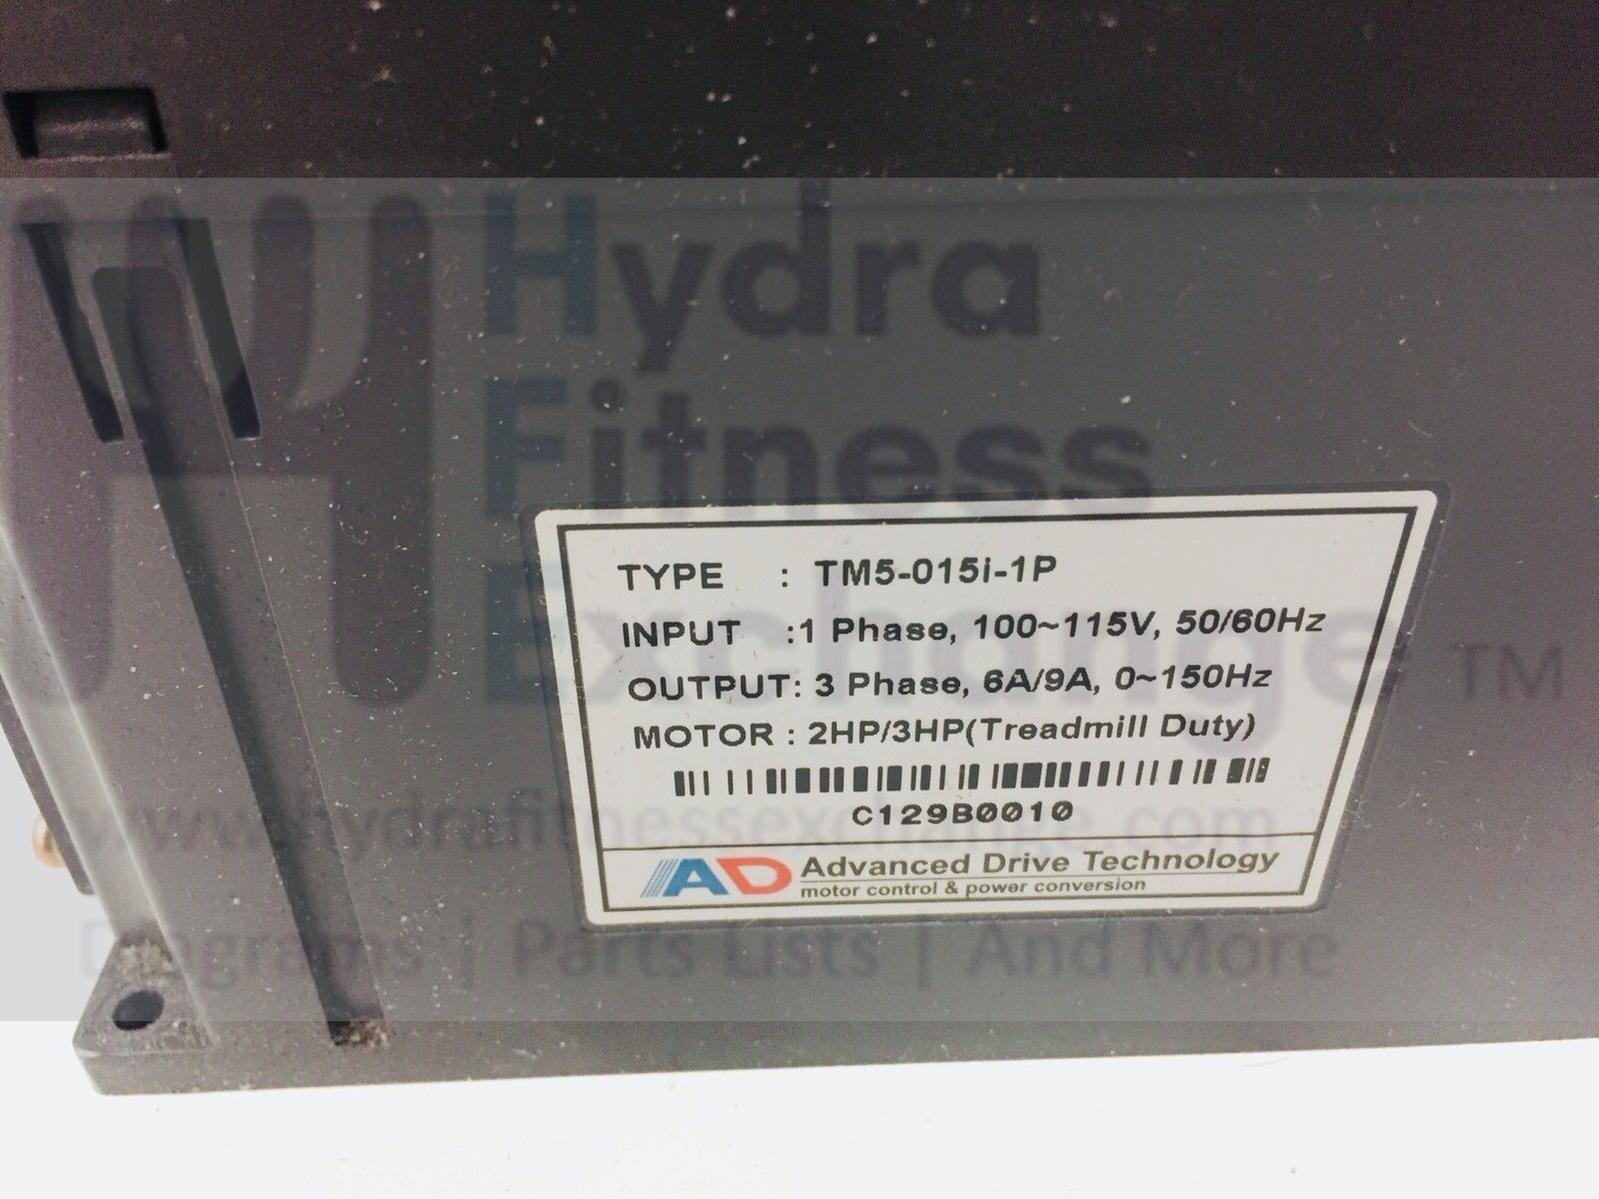 Hydra
Fitness
Exchange TM
TYPE : TM5-015i-1P
INPUT :1 Phase, 100~115V, 50/60Hz
OUTPUT: 3 Phase, 6A/9A, 0~150Hz
MOTOR : 2HP/3HP(Treadmill Duty)
C129B0010
AD Advanced Drive Technology
motor control & power conversion
www.hydrafitnessexchange.com
Diagrams | Parts Lists | And More